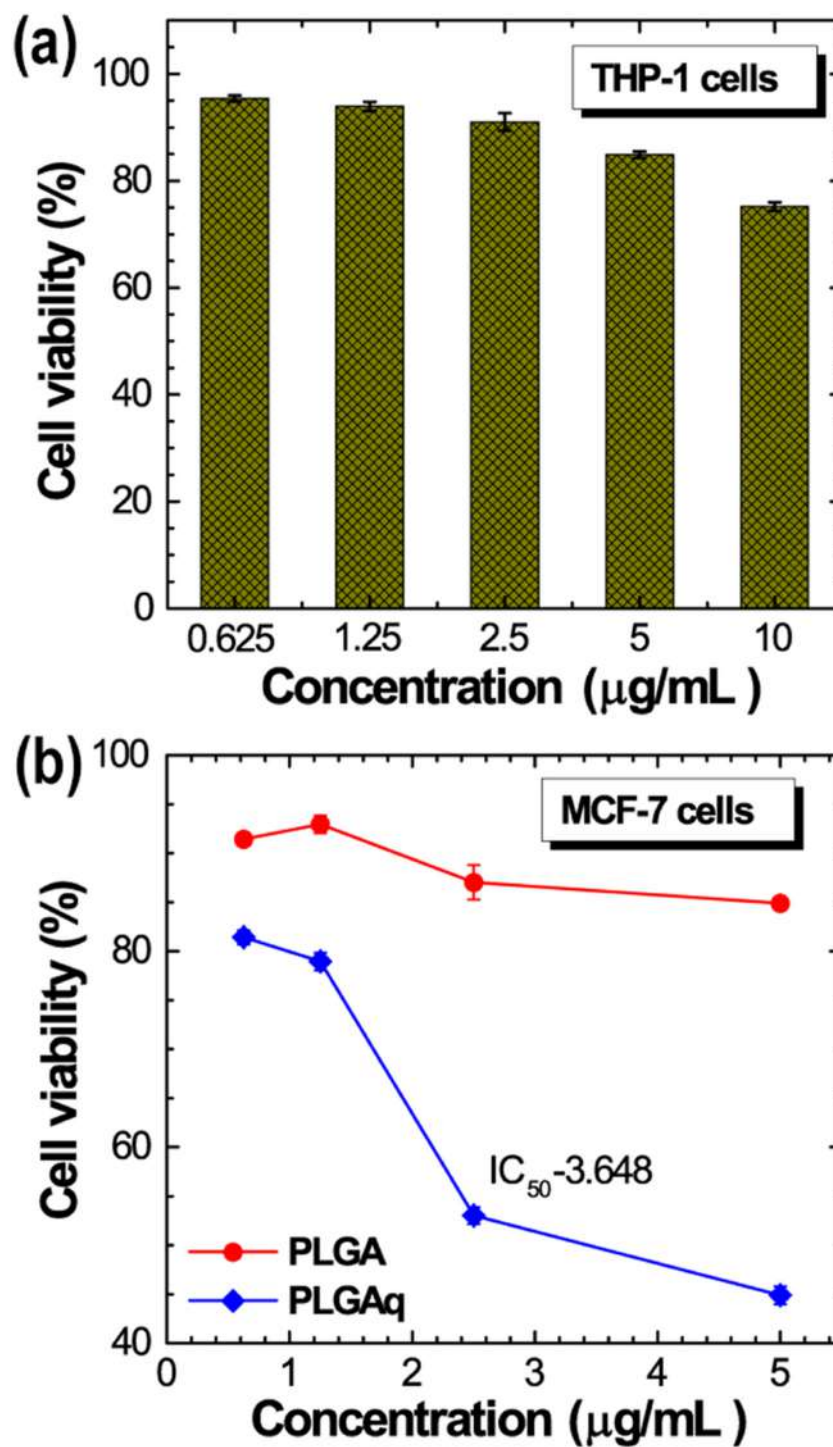 (a)
THP-1 cells
100
80
60
40
20
0
Cell viability (%)
0.625 1.25 2.5 5 10
Concentration (μg/mL )
(b)
MCF-7 cells
100
80
60
40
Cell viability (%)
IC50-3.648
PLGA
PLGAq
0 1 2 3 4 5
Concentration (μg/mL )